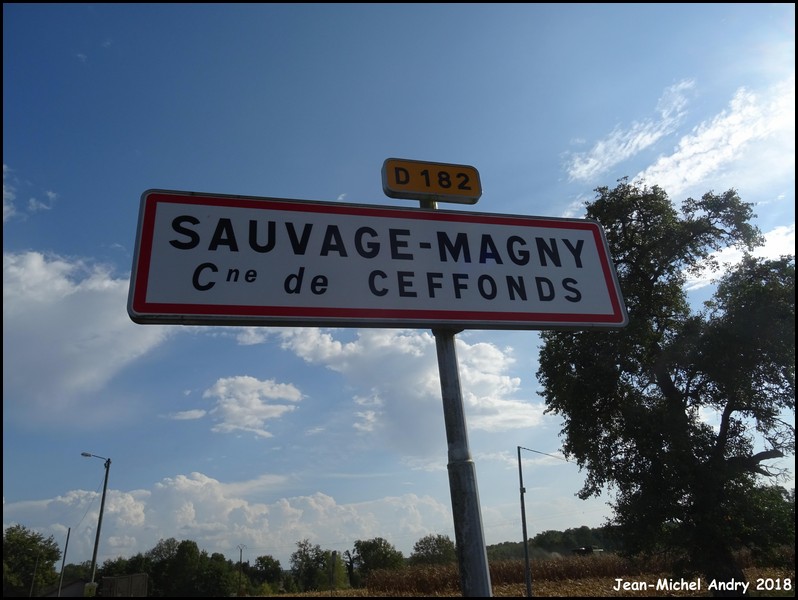 D 182
SAUVAGE-MAGNY
Cne de CEFFONDS
Jean-Michel Andry 2018